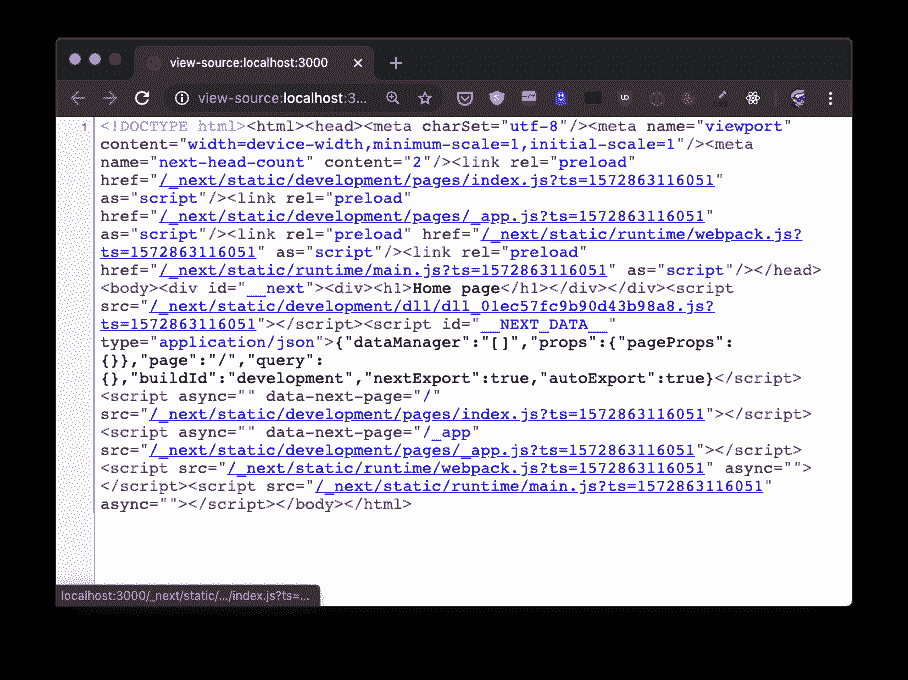 view-source:localhost:3000
view-source:localhost:3...
1
<!DOCTYPE html><html><head><meta charSet="utf-8"/><meta name="viewport"
content="width=device-width,minimum-scale=1,initial-scale=1"/><meta
name="next-head-count" content="2"/><link rel="preload"
href="/_next/static/development/pages/index.js?ts=1572863116051"
as="script"/><link rel="preload"
href="/_next/static/development/pages/_app.js?ts=1572863116051"
as="script"/><link rel="preload" href="/_next/static/runtime/webpack.js?
ts=1572863116051" as="script"/><link rel="preload"
href="/_next/static/runtime/main.js?ts=1572863116051" as="script"/></head>
<body><div id="__next"><div><h1>Home page</h1></div></div><script
src="/_next/static/development/dll/dll_01ec57fc9b90d43b98a8.js?
ts=1572863116051"></script><script id="__NEXT_DATA__"
type="application/json">{"dataManager":"[]","props":{"pageProps":
{}},"page":"/","query":
{},"buildId":"development","nextExport":true,"autoExport":true}</script>
<script async="" data-next-page="/"
src="/_next/static/development/pages/index.js?ts=1572863116051"></script>
<script async="" data-next-page="/_app"
src="/_next/static/development/pages/_app.js?ts=1572863116051"></script>
<script src="/_next/static/runtime/webpack.js?ts=1572863116051" async="">
</script><script src="/_next/static/runtime/main.js?ts=1572863116051"
async=""></script></body></html>
localhost:3000/_next/static/.../index.js?ts=...